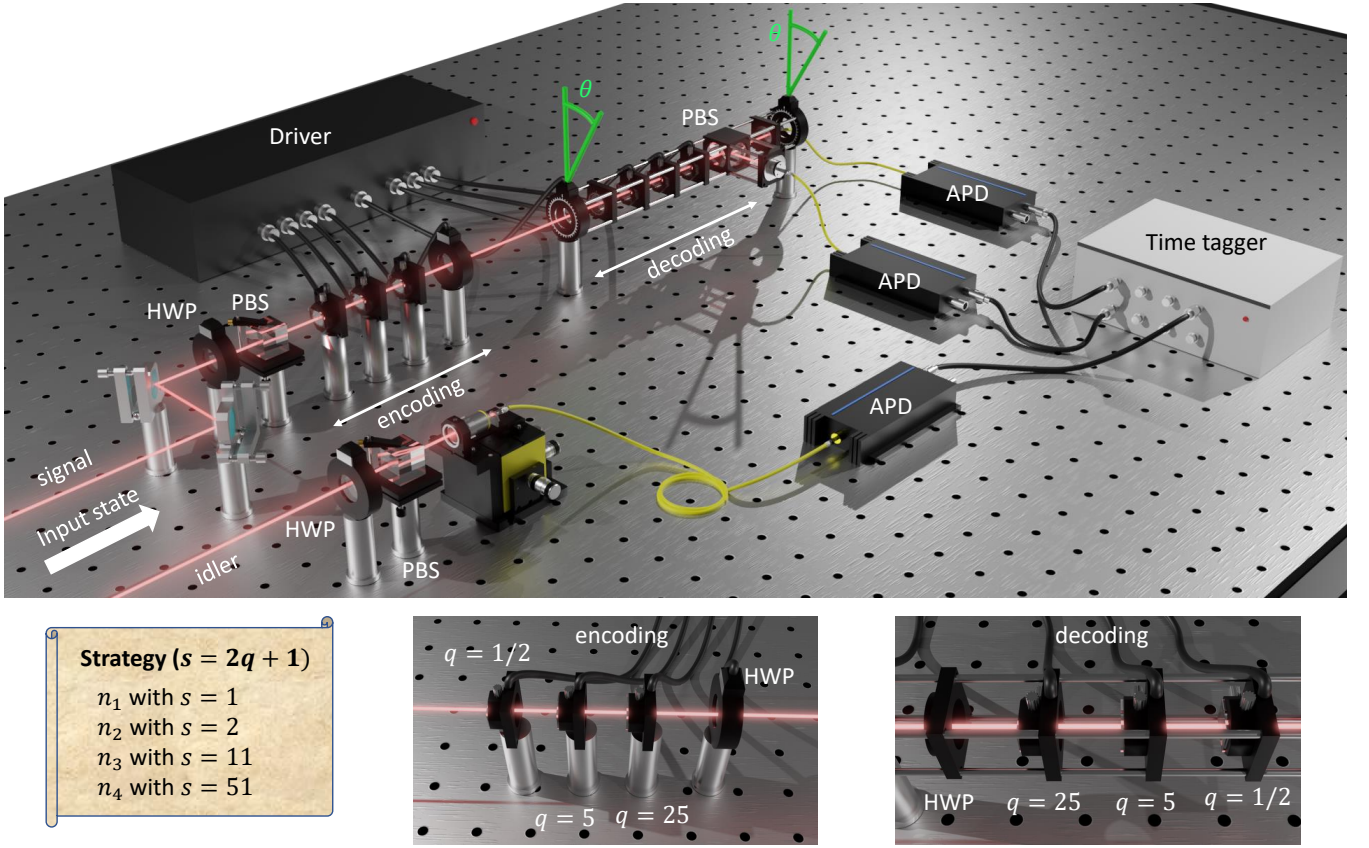 θ
PBS
θ
Driver
APD
Time tagger
decoding
APD
HWP
PBS
APD
encoding
signal
Input state
HWP
idler
PBS
Strategy (s = 2q + 1)
n₁ with s = 1
n₂ with s = 2
n₃ with s = 11
n₄ with s = 51
encoding
q = 1/2
HWP
q = 5
q = 25
decoding
HWP
q = 25
q = 5
q = 1/2